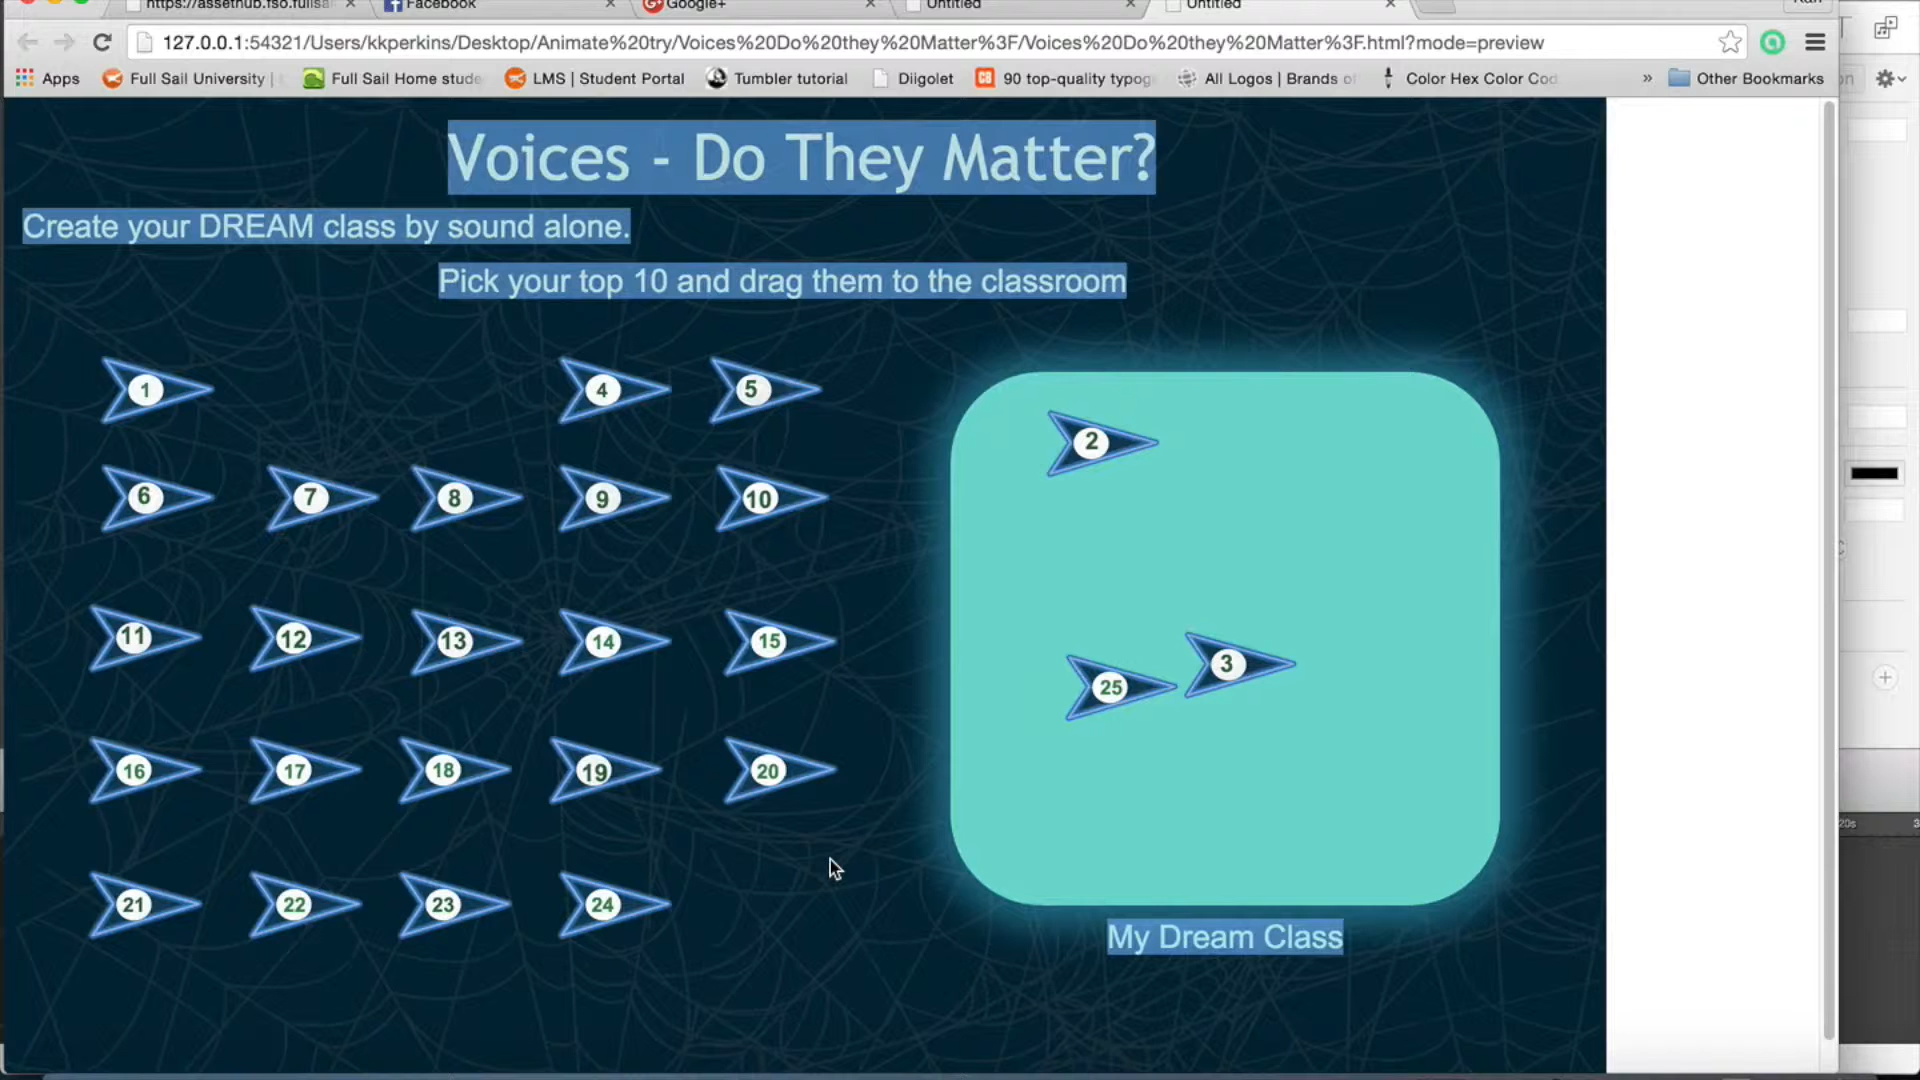 https://assethub.fso.fullsa
Facebook
Google+
Untitled
Untitled
127.0.0.1:54321/Users/kkperkins/Desktop/Animate%20try/Voices%20Do%20they%20Matter%3F/Voices%20Do%20they%20Matter%3F.html?mode=preview
Apps Full Sail University | Full Sail Home stude LMS | Student Portal Tumbler tutorial Diigolet 90 top-quality typog All Logos | Brands of Color Hex Color Cod » Other Bookmarks
Voices - Do They Matter?
Create your DREAM class by sound alone.
Pick your top 10 and drag them to the classroom
1 4 5
2
6 7 8 9 10
11 12 13 14 15
3
25
16 17 18 19 20
21 22 23 24
My Dream Class
20s